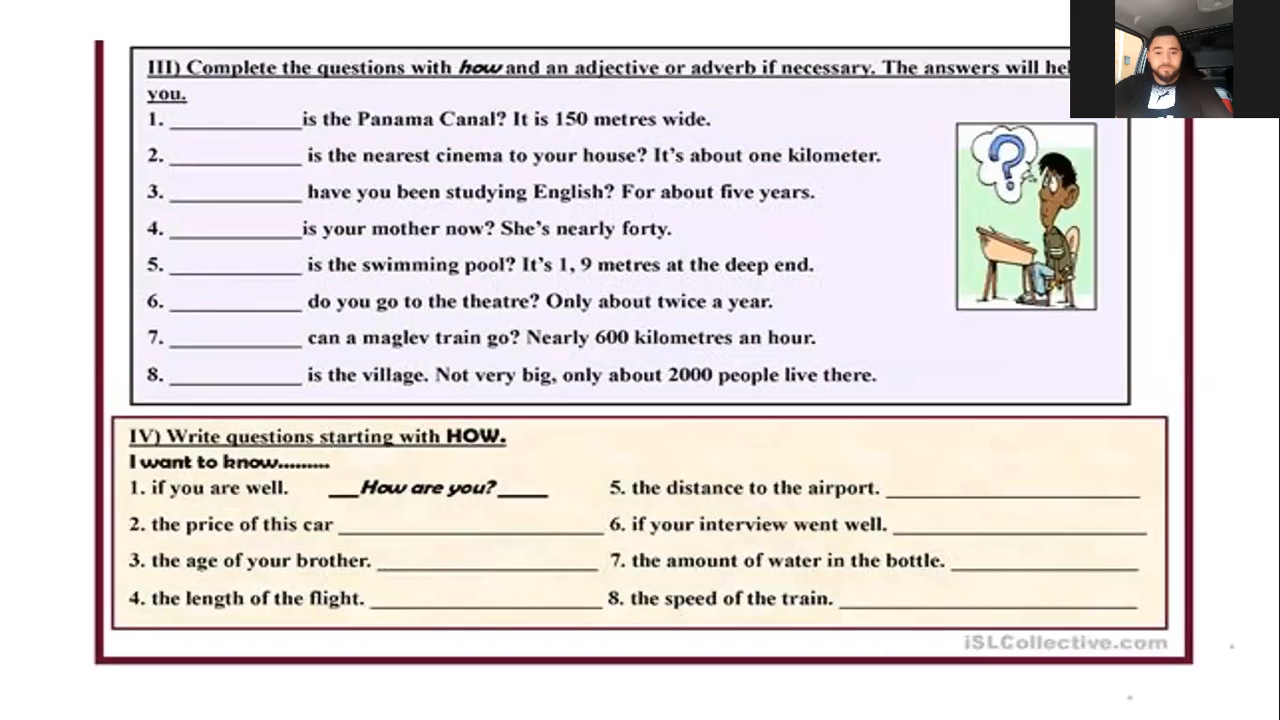 III) Complete the questions with how and an adjective or adverb if necessary. The answers will
you.
1. ____________is the Panama Canal? It is 150 metres wide.
2. ____________ is the nearest cinema to your house? It's about one kilometer.
3. ____________ have you been studying English? For about five years.
4. ____________is your mother now? She's nearly forty.
5. ____________ is the swimming pool? It's 1, 9 metres at the deep end.
6. ____________ do you go to the theatre? Only about twice a year.
7. ____________ can a maglev train go? Nearly 600 kilometres an hour.
8. ____________ is the village. Not very big, only about 2000 people live there.
IV) Write questions starting with HOW.
I want to know.........
1. if you are well. ___How are you?_____
2. the price of this car ________________________
3. the age of your brother. ____________________
4. the length of the flight. _____________________
5. the distance to the airport. _______________________
6. if your interview went well. _______________________
7. the amount of water in the bottle. _________________
8. the speed of the train. ___________________________
iSLCollective.com